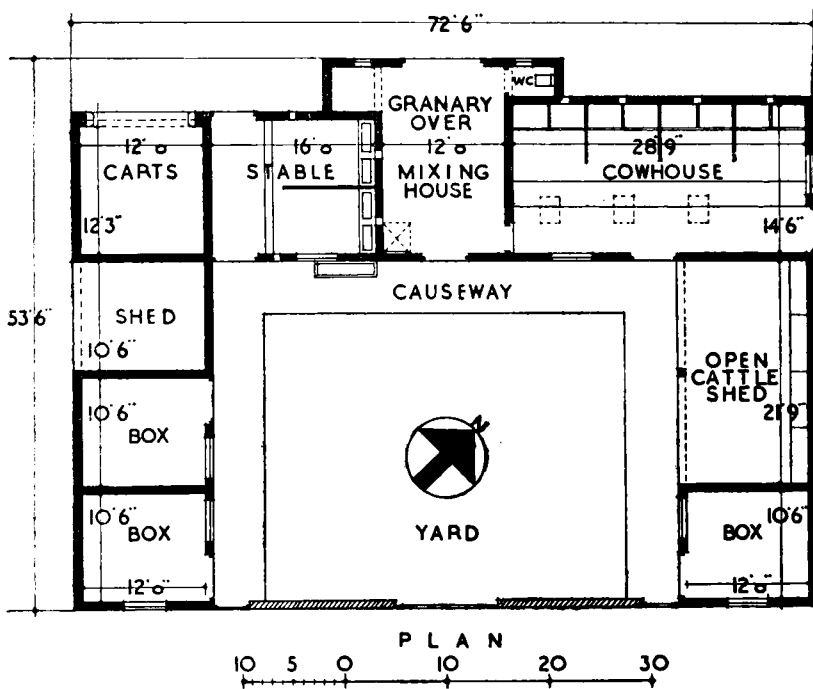 72'6"
WC
GRANARY
OVER
12'0"
MIXING
HOUSE
12'0"
CARTS
16'0
STABLE
28'9"
COWHOUSE
12'3"
14'6"
CAUSEWAY
53'6"
SHED
10'6"
OPEN
CATTLE
SHED
21'9"
10'6"
BOX
N
YARD
10'6"
BOX
12'0"
10'6"
BOX
12'0"
PLAN
10 5 0 10 20 30